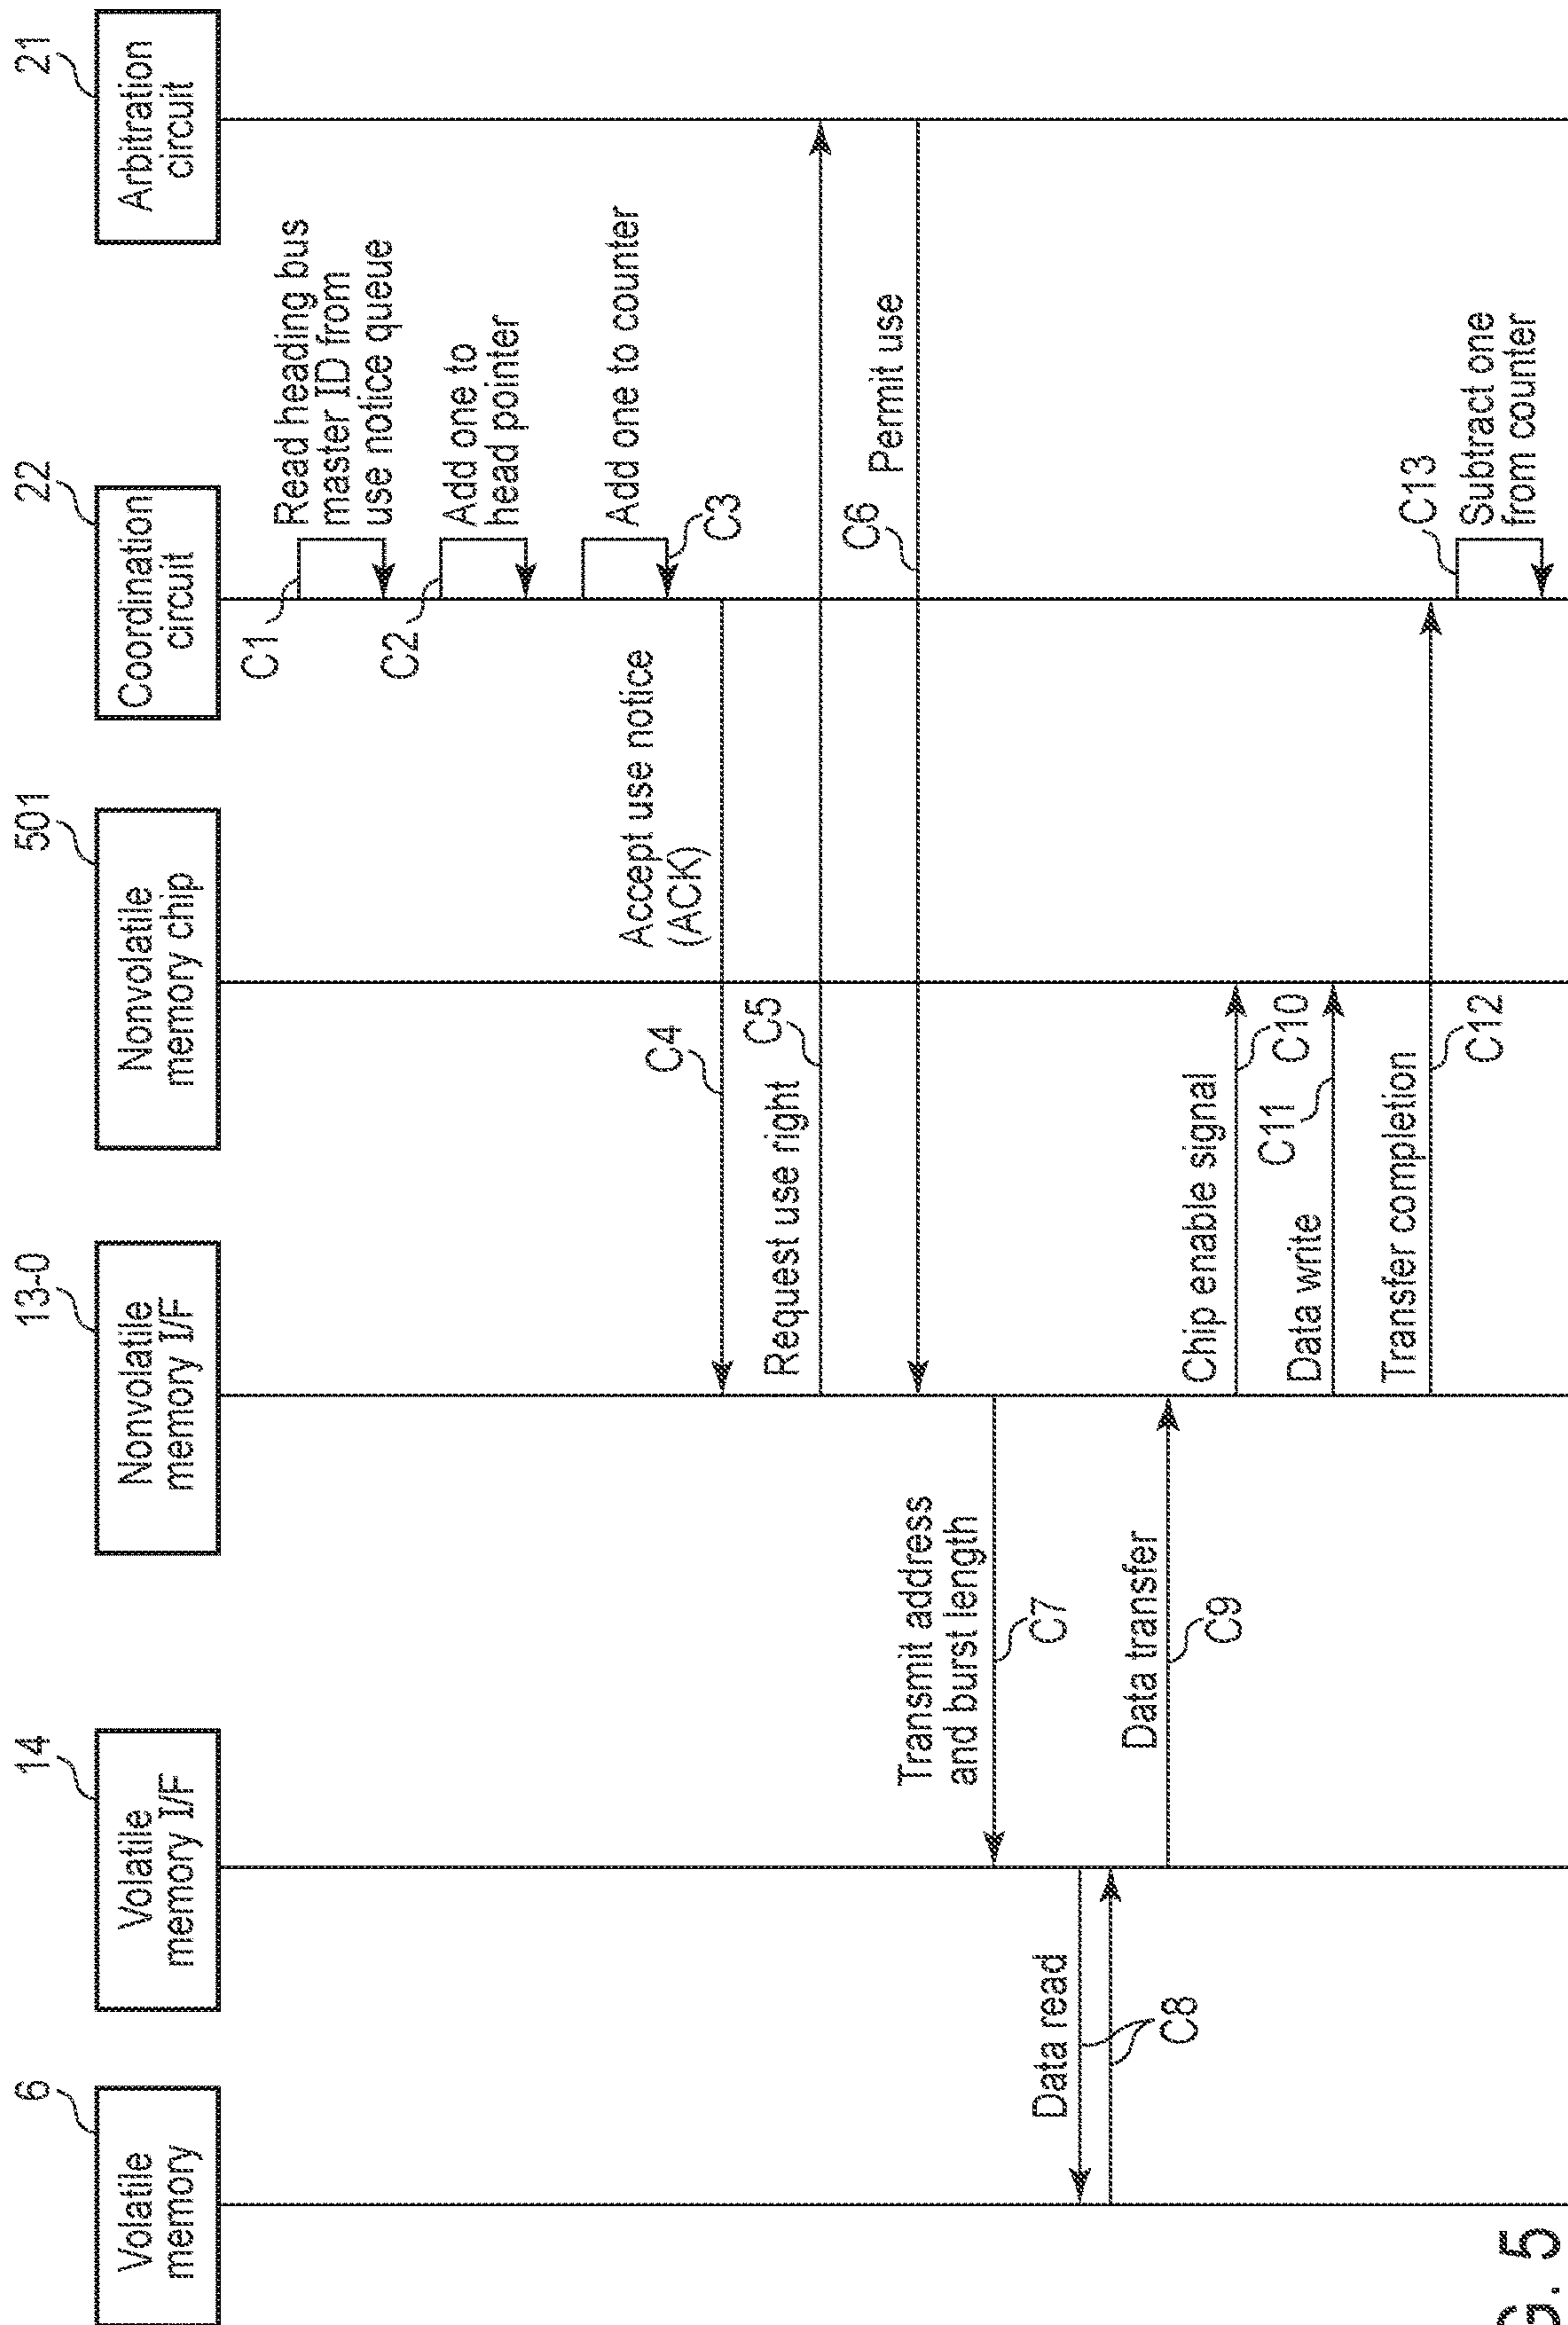 6
Volatile
memory
14
Volatile
memory I/F
13-0
Nonvolatile
memory I/F
501
Nonvolatile
memory chip
22
Coordination
circuit
21
Arbitration
circuit
C1
Read heading bus
master ID from
use notice queue
C2
Add one to
head pointer
Add one to counter
C3
Accept use notice
(ACK)
C4
Request use right
C5
C6
Permit use
Transmit address
and burst length
C7
Data read
C8
Data transfer
C9
Chip enable signal
C10
Data write
C11
Transfer completion
C12
C13
Subtract one
from counter
G. 5